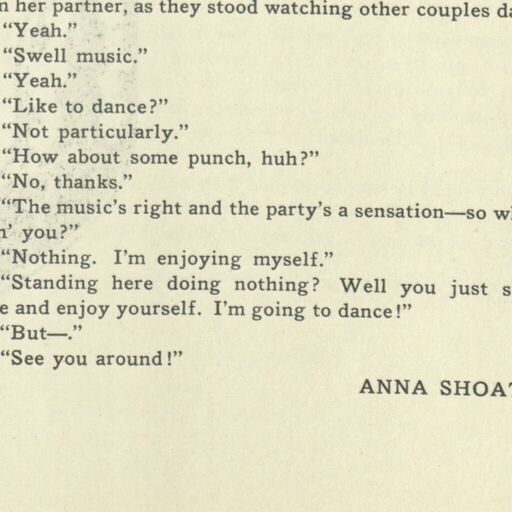 n her partner, as they stood watching other couples da
“Yeah.”
“Swell music.”
“Yeah.”
“Like to dance?”
“Not particularly.”
“How about some punch, huh?”
“No, thanks.”
“The music’s right and the party’s a sensation—so wi
n’ you?”
“Nothing. I’m enjoying myself.”
“Standing here doing nothing? Well you just s
e and enjoy yourself. I’m going to dance!”
“But—.”
“See you around!”
ANNA SHOAT